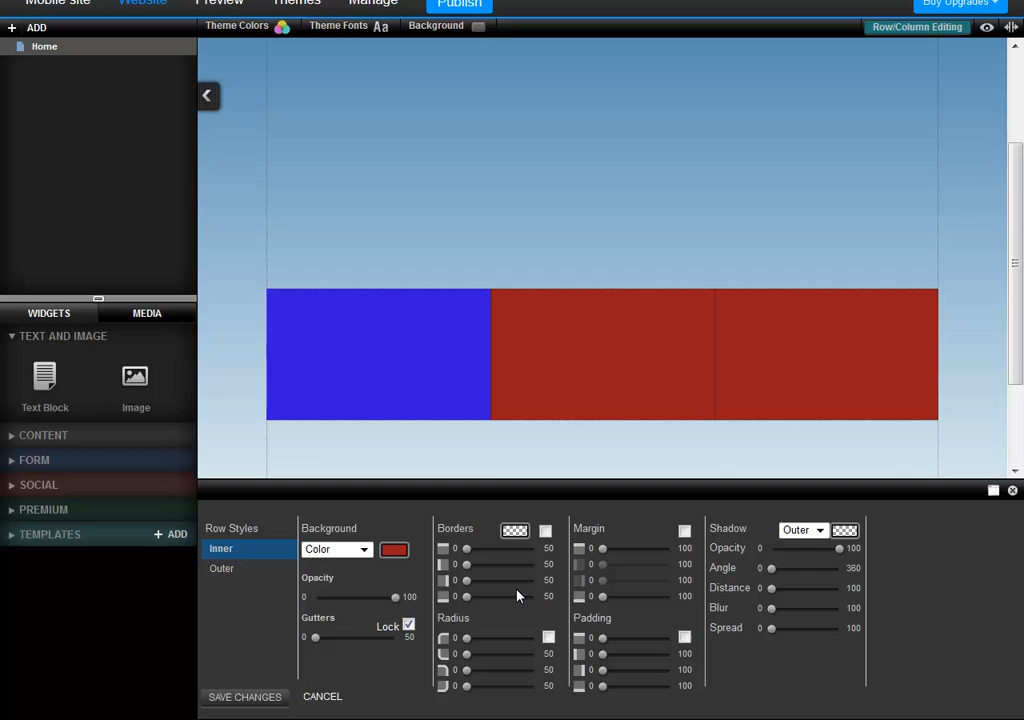 Mobile site Website Preview Themes Manage Publish Buy Upgrades
+ ADD Theme Colors Theme Fonts Aa Background Row/Column Editing
Home
WIDGETS MEDIA
TEXT AND IMAGE
Text Block Image
CONTENT
FORM
SOCIAL
PREMIUM
TEMPLATES + ADD
Row Styles Background Borders Margin Shadow Outer
Inner Color 0 50 0 100 Opacity 0 100
0 50 0 100 Angle 0 360
Outer Opacity 0 50 0 100 Distance 0 100
0 100 0 50 0 100 Blur 0 100
Gutters Lock Radius Padding Spread 0 100
0 50 0 50 0 100
0 50 0 100
0 50 0 100
0 50 0 100
SAVE CHANGES CANCEL